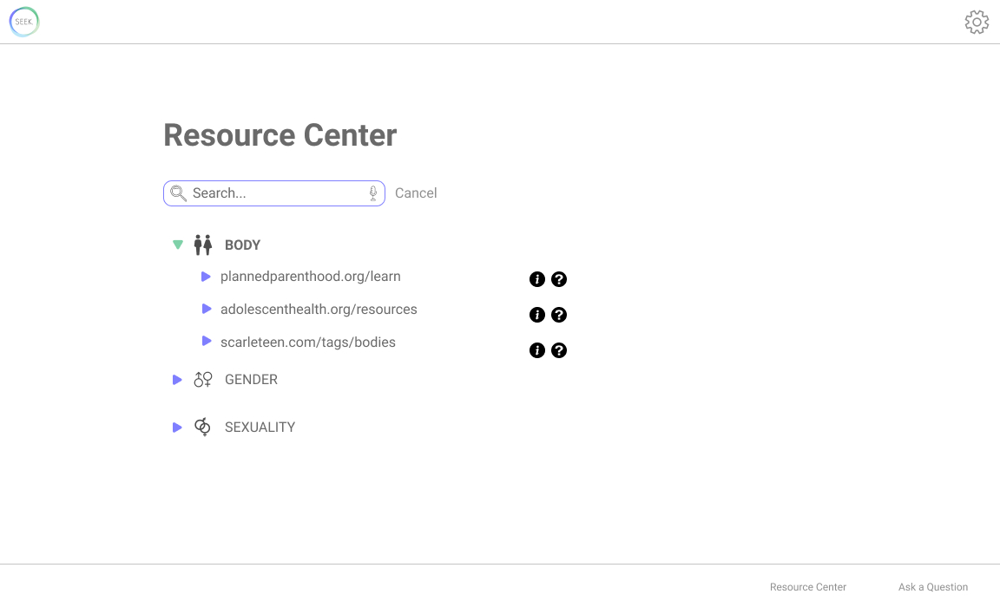 SEEK.
Resource Center
Search... Cancel
BODY
plannedparenthood.org/learn i ?
adolescenthealth.org/resources i ?
scarleteen.com/tags/bodies i ?
GENDER
SEXUALITY
Resource Center Ask a Question